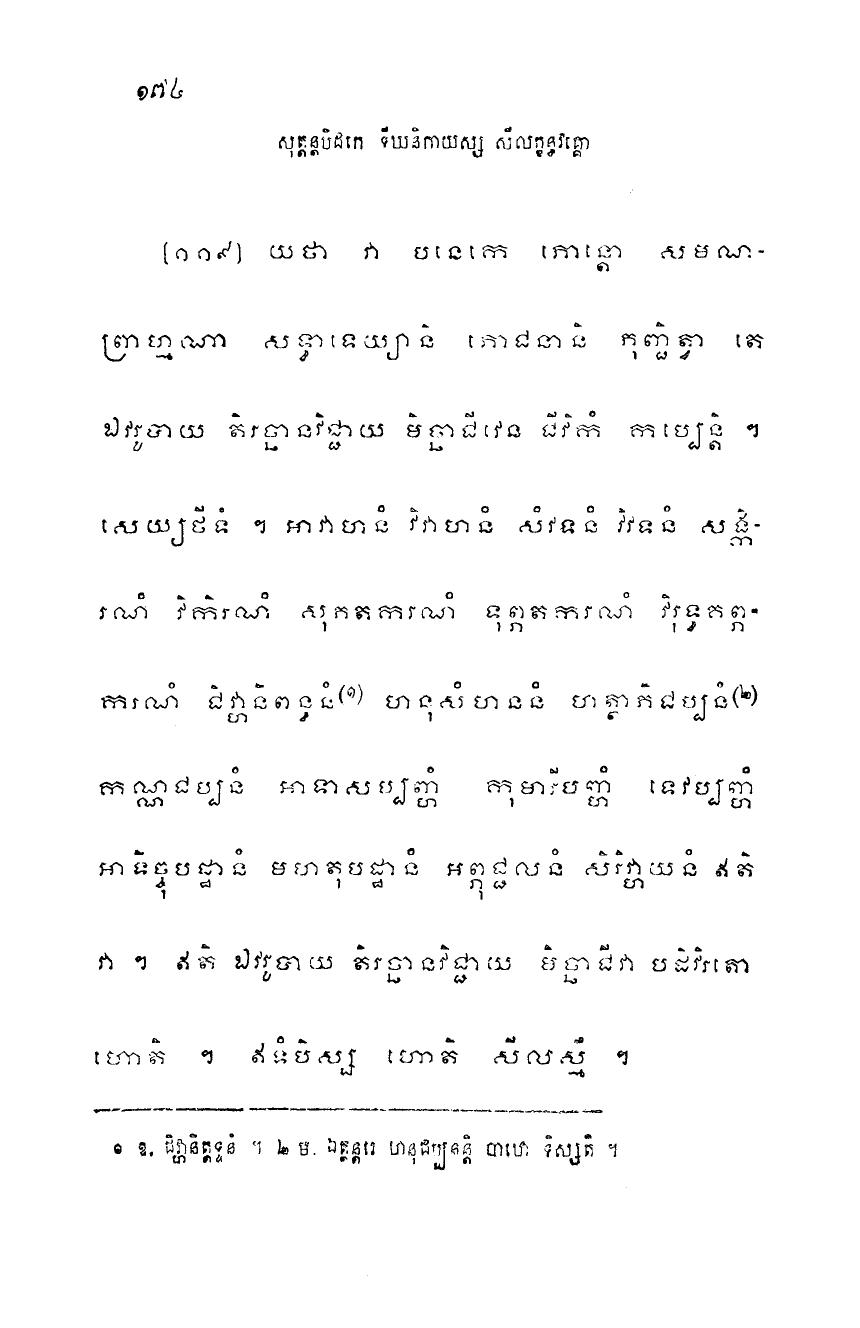 ១៧៤
សុត្តន្តបិដកេ ទីឃនិកាយស្ស សីលក្ខន្ធវគ្គោ
[១១៩] យថា វា បនេកេ ភោន្តោ សមណ-
ព្រាហ្មណា សទ្ធាទេយ្យានិ ភោជនានិ ភុញ្ជិត្វា តេ
ឯវរូបាយ តិរច្ឆានវិជ្ជាយ មិច្ឆាជីវេន ជីវិកំ កប្បេន្តិ ។
សេយ្យថីទំ ។ អាវាហនំ វិវាហនំ សំវទនំ វិវទនំ សង្កិ-
រណំ វិកិរណំ សុភគករណំ ទុព្ភគករណំ វិរុទ្ធគព្ភ-
ករណំ ជិវ្ហានិពន្ធនំ(១) ហនុសំហននំ ហត្ថាភិជប្បនំ(២)
កណ្ណជប្បនំ អាទាសប្បញ្ហំ កុមារីបញ្ហំ ទេវប្បញ្ហំ
អាទិច្ចុបដ្ឋានំ មហតុបដ្ឋានំ អព្ភុជ្ជលនំ សិរិវ្ហាយនំ ឥតិ
វា ។ ឥតិ ឯវរូបាយ តិរច្ឆានវិជ្ជាយ មិច្ឆាជីវា បដិវិរតោ
ហោតិ ។ ឥទំបិស្ស ហោតិ សីលស្មឹ ។
១ ឱ. ជិវ្ហានិត្ថទ្ទនំ ។ ២ ម. ឯត្ថន្តរេ ហនុជប្បនន្តិ បាឋោ ទិស្សតិ ។